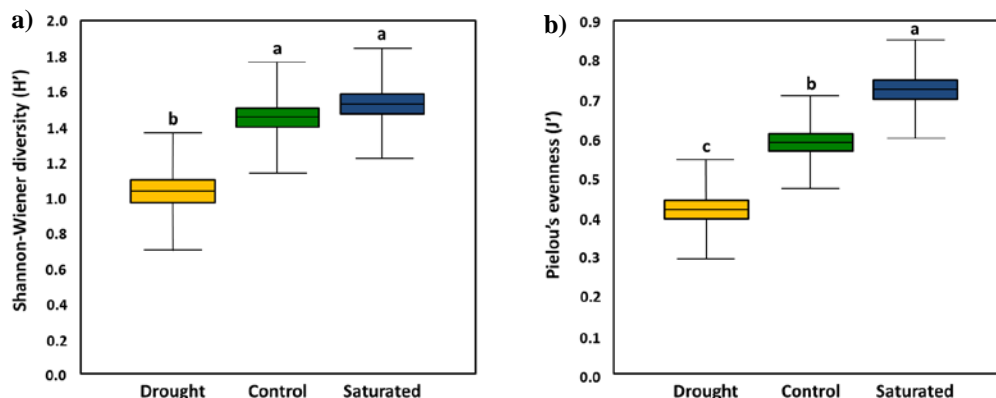 a)
Shannon-Wiener diversity (H')
2.0
1.8
1.6
1.4
1.2
1.0
0.8
0.6
0.4
0.2
0.0
b
a
a
Drought Control Saturated
b)
Pielou's evenness (J')
0.9
0.8
0.7
0.6
0.5
0.4
0.3
0.2
0.1
0.0
c
b
a
Drought Control Saturated